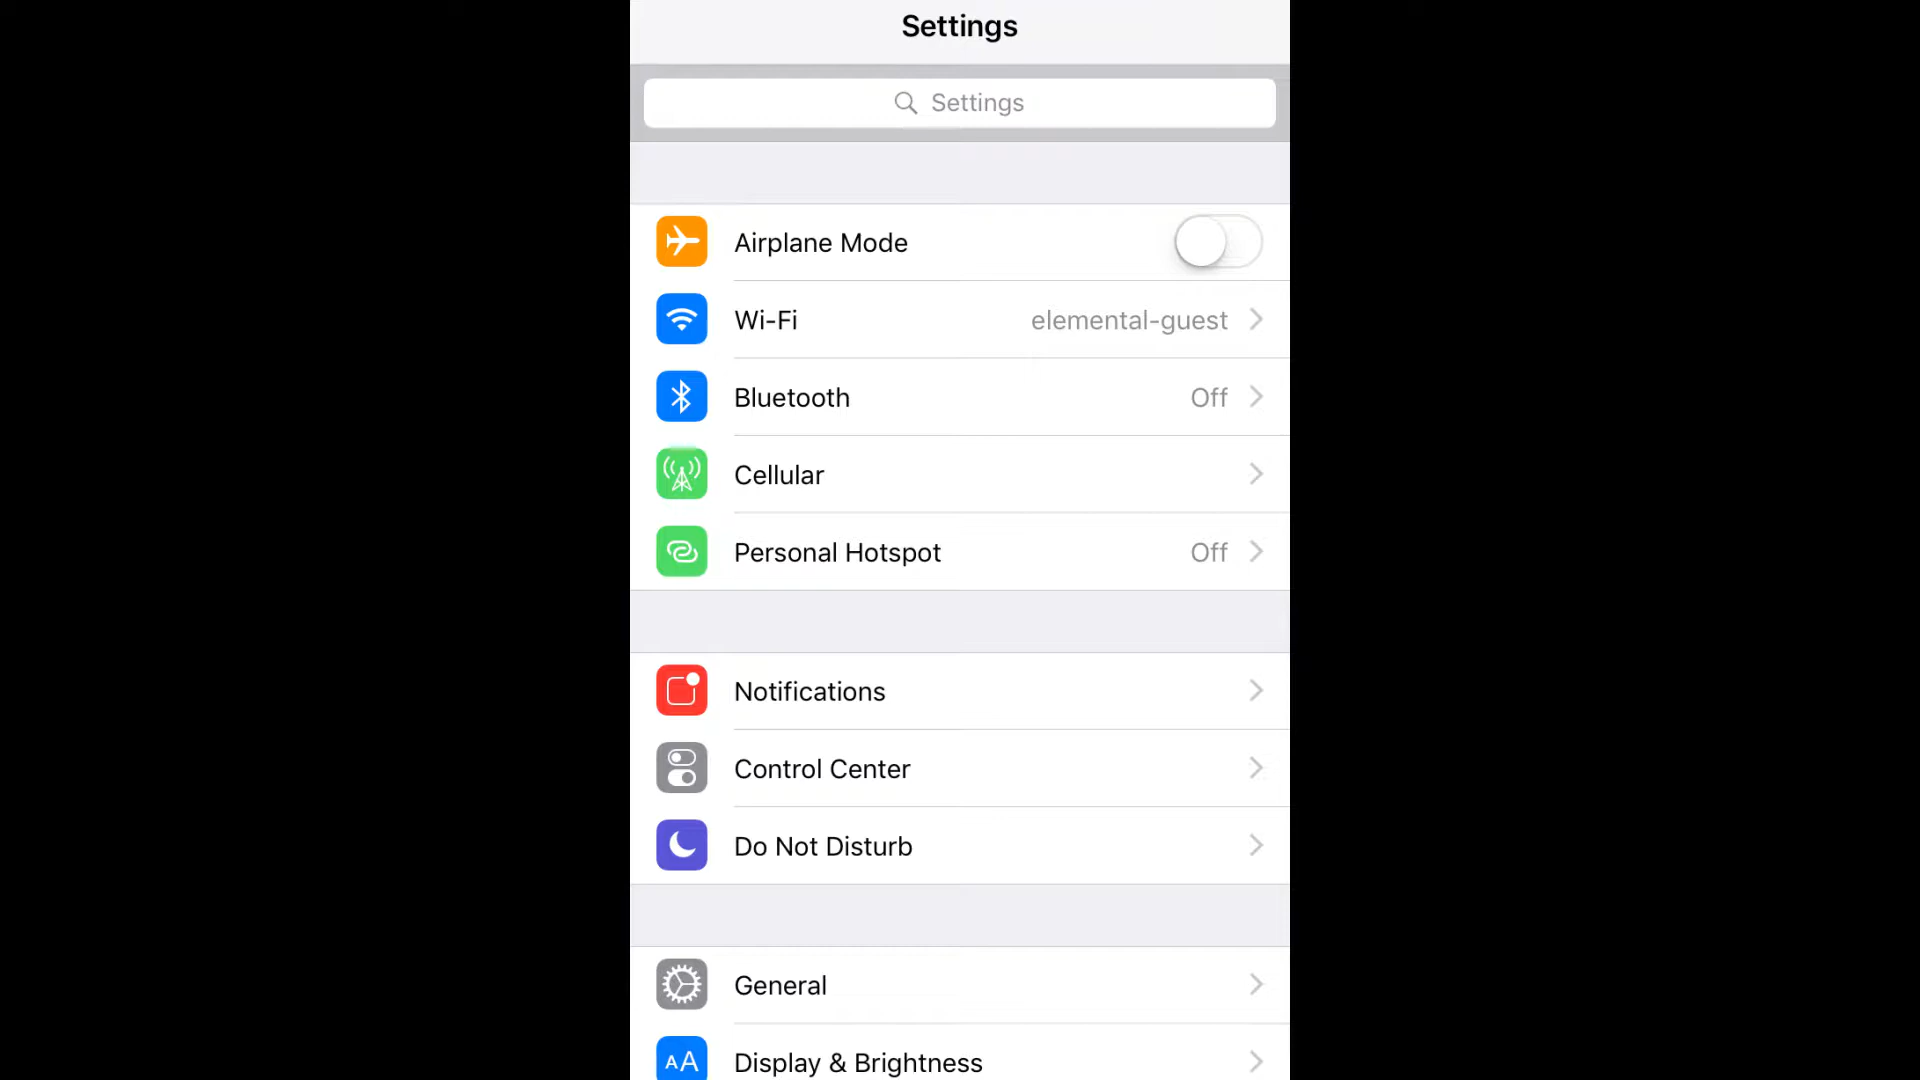 Settings
Settings
Airplane Mode
Wi-Fi elemental-guest
Bluetooth Off
Cellular
Personal Hotspot Off
Notifications
Control Center
Do Not Disturb
General
AA Display & Brightness